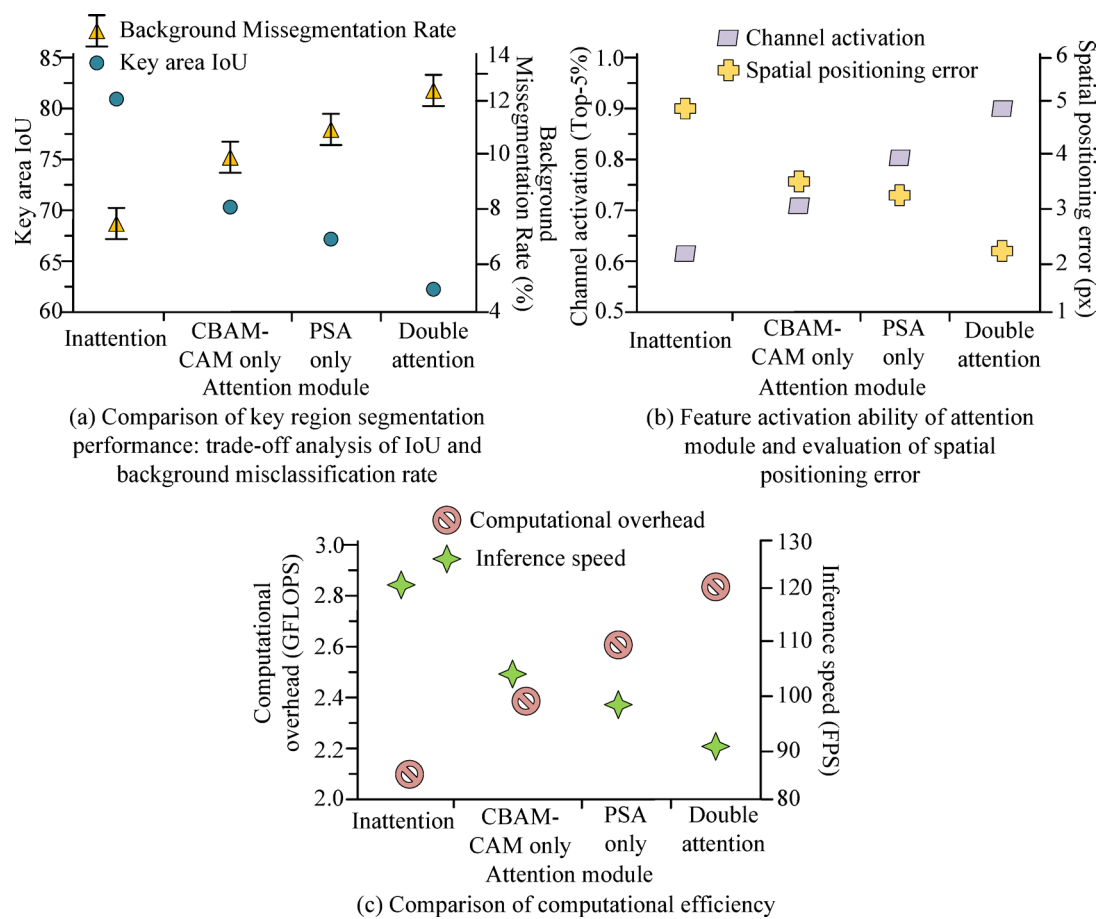 Background Missegmentation Rate
Key area IoU
85
80
75
70
65
60
Key area IoU
14
12
10
8
6
4
Background
Missegmentation Rate (%)
Inattention
CBAM-
CAM only
PSA
only
Double
attention
Attention module
(a) Comparison of key region segmentation
performance: trade-off analysis of IoU and
background misclassification rate
Channel activation
Spatial positioning error
1.0
0.9
0.8
0.7
0.6
0.5
Channel activation (Top-5%)
6
5
4
3
2
1
Spatial positioning error (px)
Inattention
CBAM-
CAM only
PSA
only
Double
attention
Attention module
(b) Feature activation ability of attention
module and evaluation of spatial
positioning error
Computational overhead
Inference speed
3.0
2.8
2.6
2.4
2.2
2.0
Computational
overhead (GFLOPS)
130
120
110
100
90
80
Inference speed (FPS)
Inattention
CBAM-
CAM only
PSA
only
Double
attention
Attention module
(c) Comparison of computational efficiency